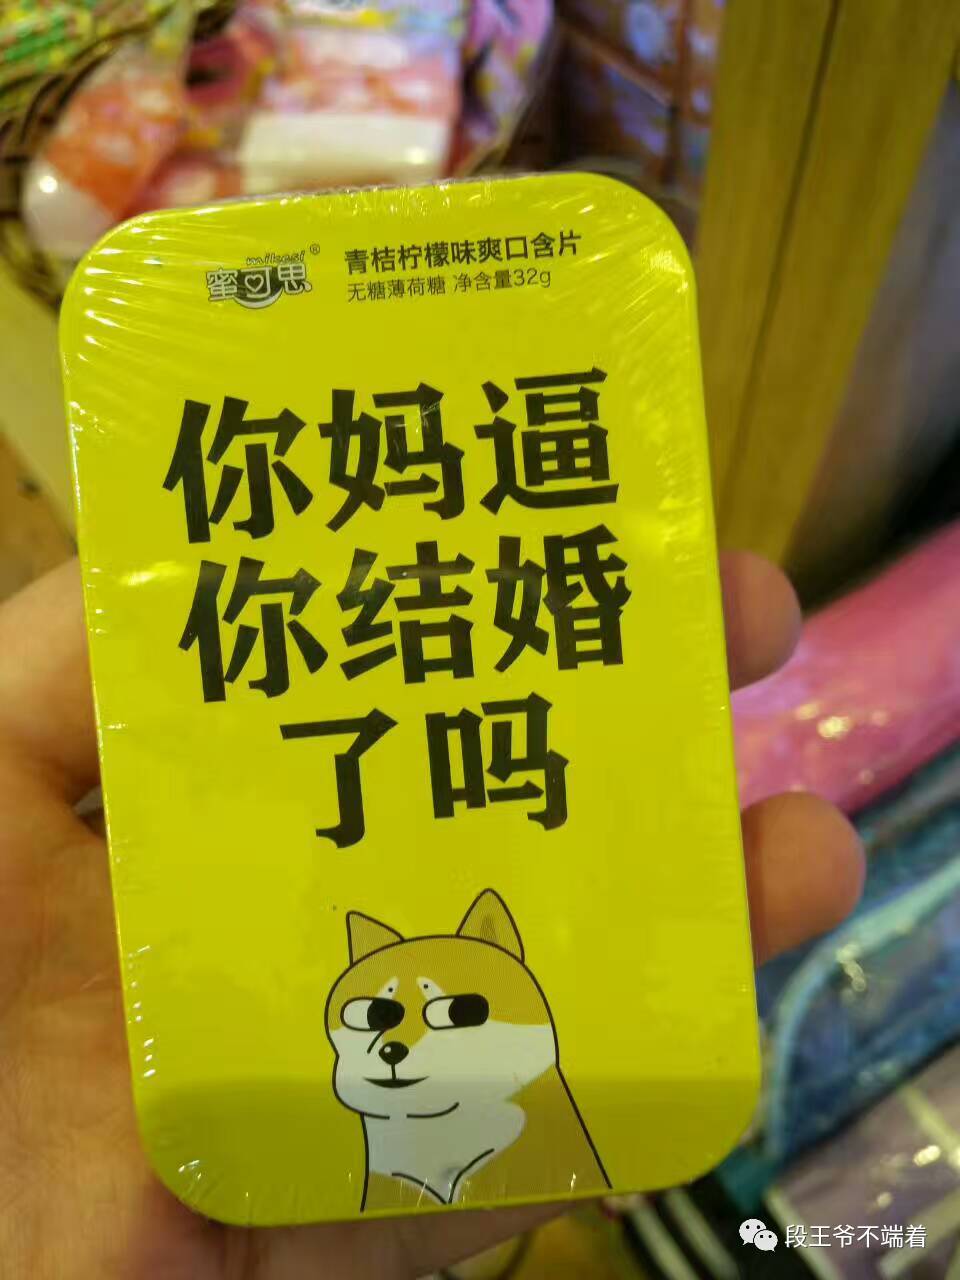 mikesi®
蜜可思
青桔柠檬味爽口含片
无糖薄荷糖 净含量32g
你妈逼
你结婚
了吗
段王爷不端着